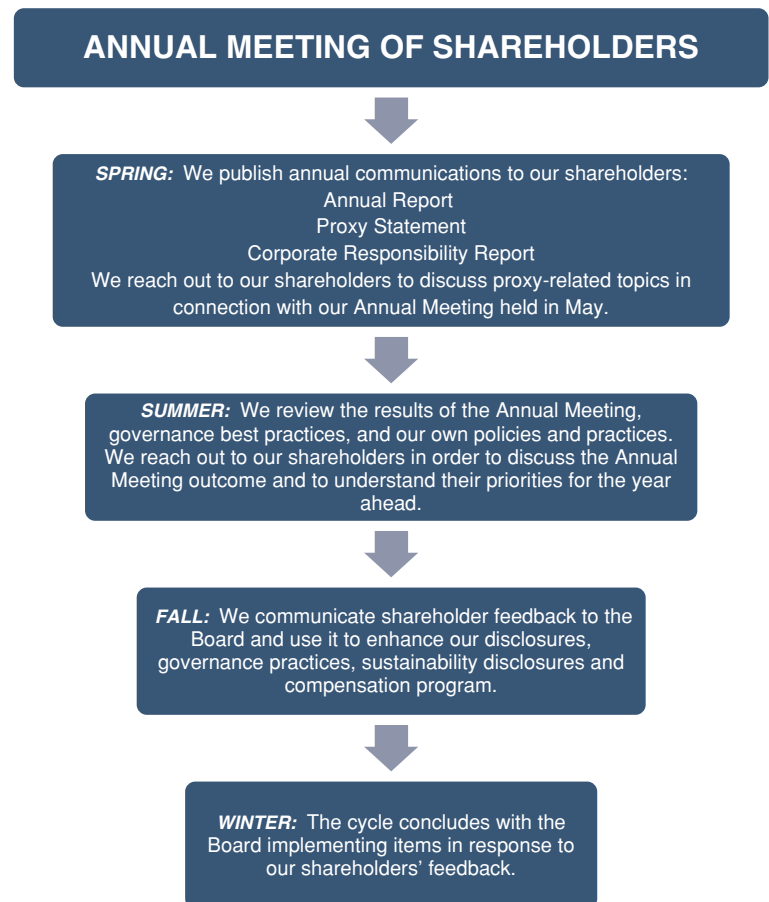 ANNUAL MEETING OF SHAREHOLDERS
SPRING: We publish annual communications to our shareholders:
Annual Report
Proxy Statement
Corporate Responsibility Report
We reach out to our shareholders to discuss proxy-related topics in
connection with our Annual Meeting held in May.
SUMMER: We review the results of the Annual Meeting,
governance best practices, and our own policies and practices.
We reach out to our shareholders in order to discuss the Annual
Meeting outcome and to understand their priorities for the year
ahead.
FALL: We communicate shareholder feedback to the
Board and use it to enhance our disclosures,
governance practices, sustainability disclosures and
compensation program.
WINTER: The cycle concludes with the
Board implementing items in response to
our shareholders’ feedback.